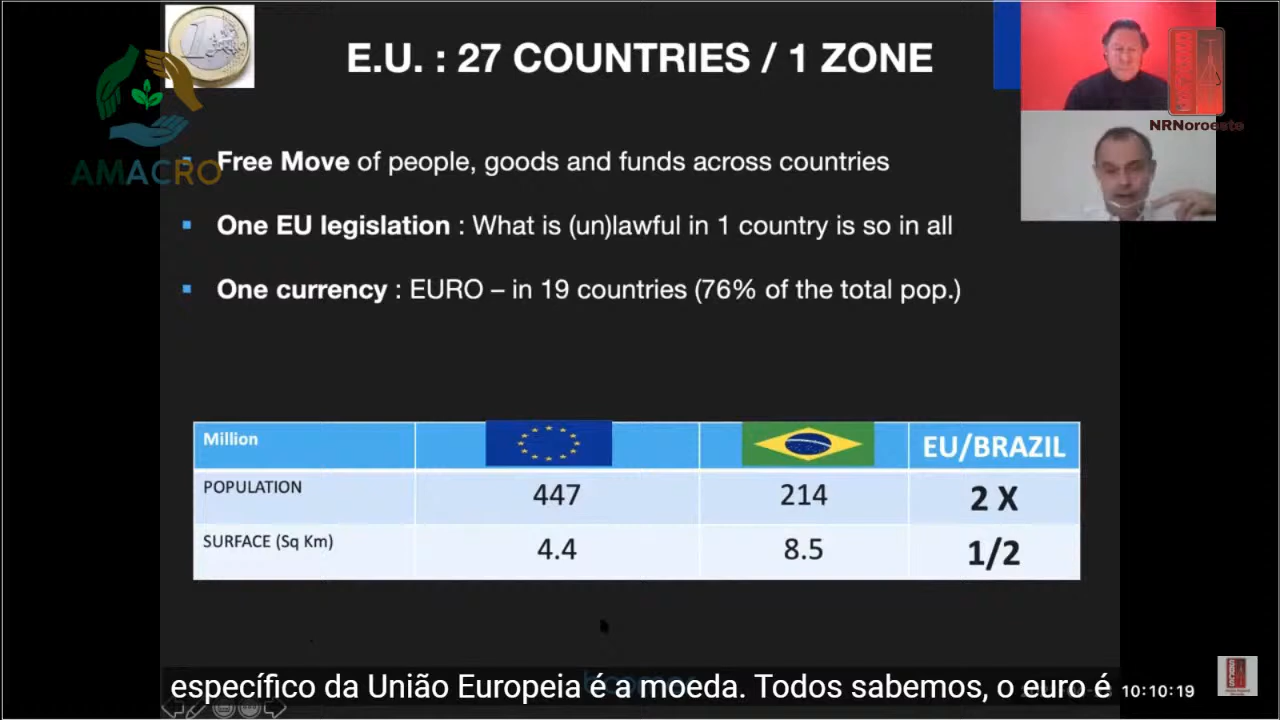 E.U. : 27 COUNTRIES / 1 ZONE
AMACRO
NRNoroeste
Free Move of people, goods and funds across countries
One EU legislation : What is (un)lawful in 1 country is so in all
One currency : EURO – in 19 countries (76% of the total pop.)
Million EU/BRAZIL
POPULATION 447 214 2 X
SURFACE (Sq Km) 4.4 8.5 1/2
específico da União Europeia é a moeda. Todos sabemos, o euro é
10:10:19